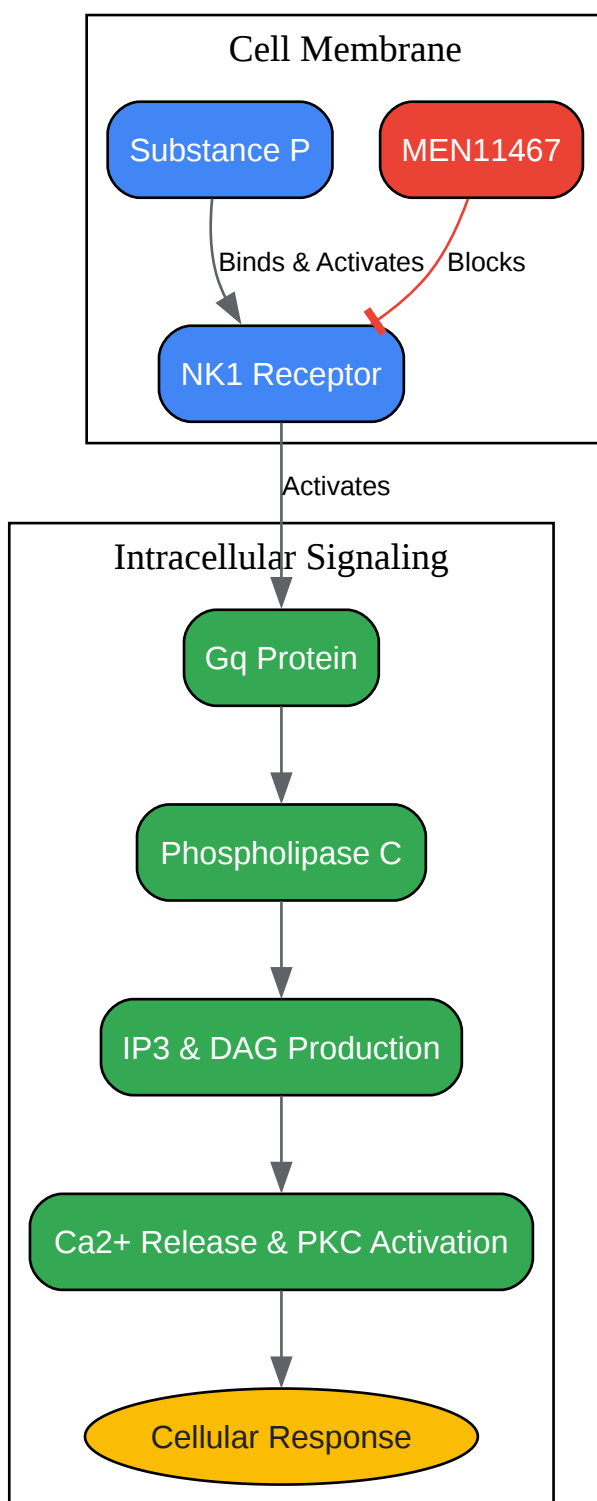 Cell Membrane
Substance P
MEN11467
Binds & Activates
Blocks
NK1 Receptor
Activates
Intracellular Signaling
Gq Protein
Phospholipase C
IP3 & DAG Production
Ca2+ Release & PKC Activation
Cellular Response